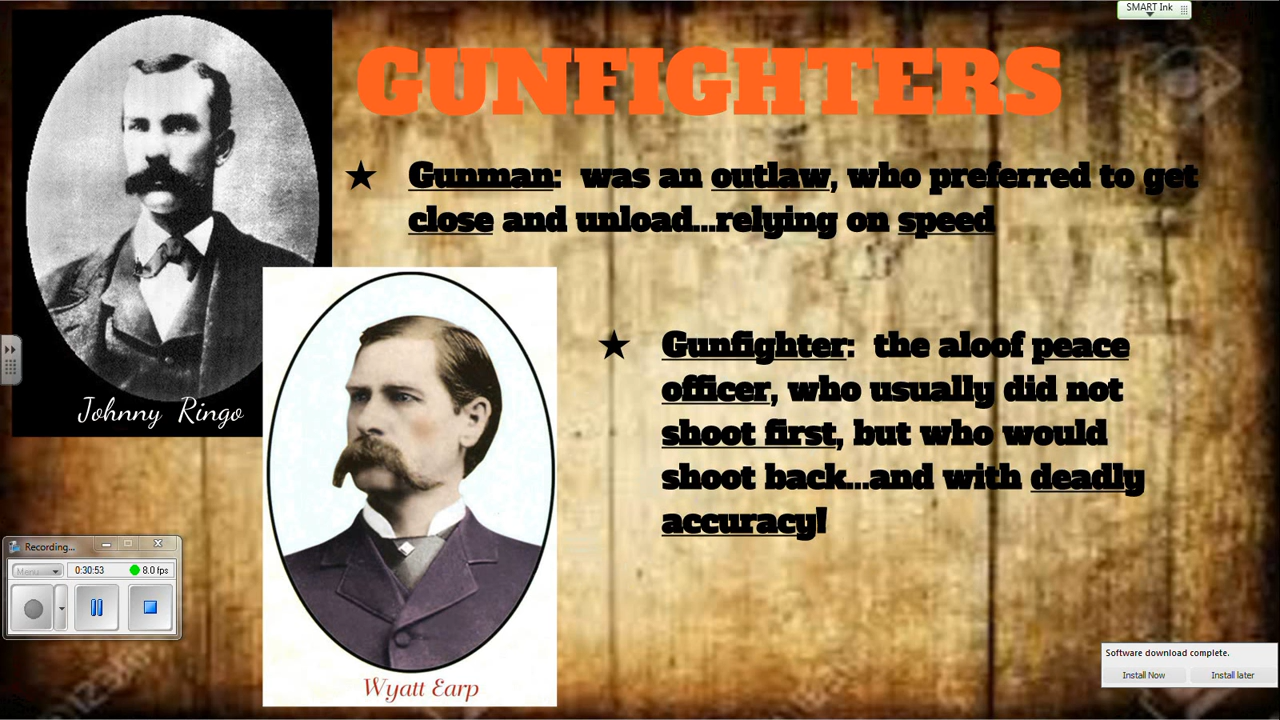 SMART Ink
GUNFIGHTERS
★ Gunman: was an outlaw, who preferred to get
close and unload...relying on speed
★ Gunfighter: the aloof peace
officer, who usually did not
shoot first, but who would
shoot back...and with deadly
accuracy!
Johnny Ringo
Wyatt Earp
Recording...
Menu
0:30:53
8.0 fps
Software download complete.
Install Now
Install later